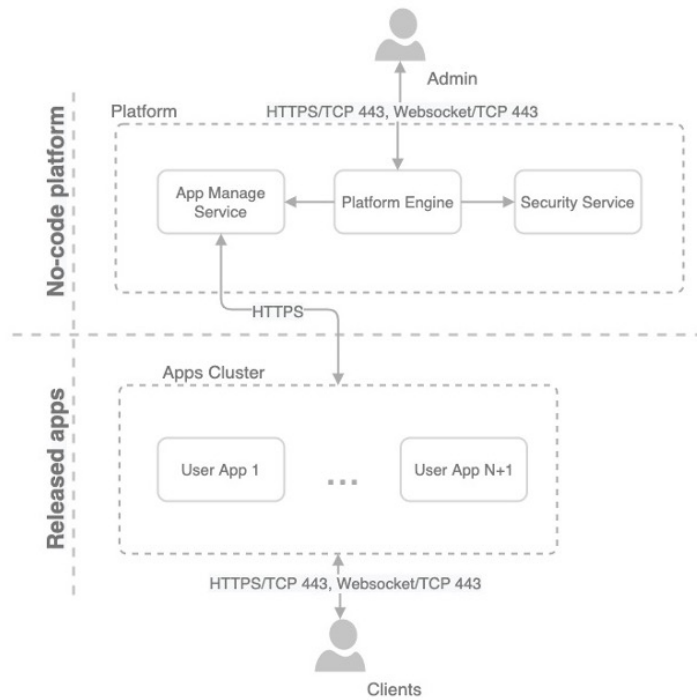 Admin
HTTPS/TCP 443, Websocket/TCP 443
Platform
No-code platform
App Manage
Service
Platform Engine
Security Service
HTTPS
Apps Cluster
Released apps
User App 1
...
User App N+1
HTTPS/TCP 443, Websocket/TCP 443
Clients